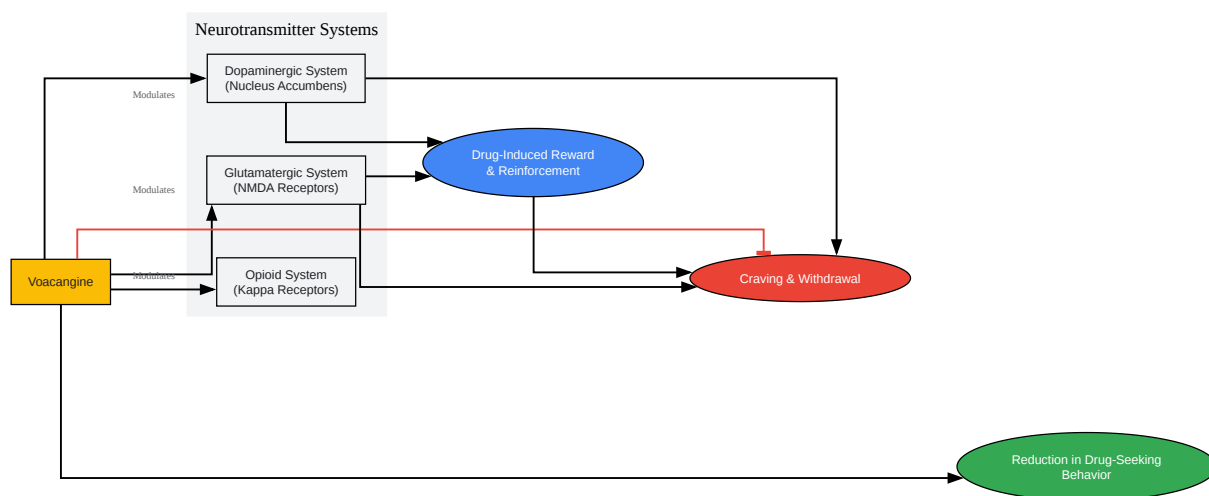 Neurotransmitter Systems
Dopaminergic System
(Nucleus Accumbens)
Modulates
Drug-Induced Reward
& Reinforcement
Glutamatergic System
(NMDA Receptors)
Modulates
Voacangine
Modulates
Opioid System
(Kappa Receptors)
Craving & Withdrawal
Reduction in Drug-Seeking
Behavior